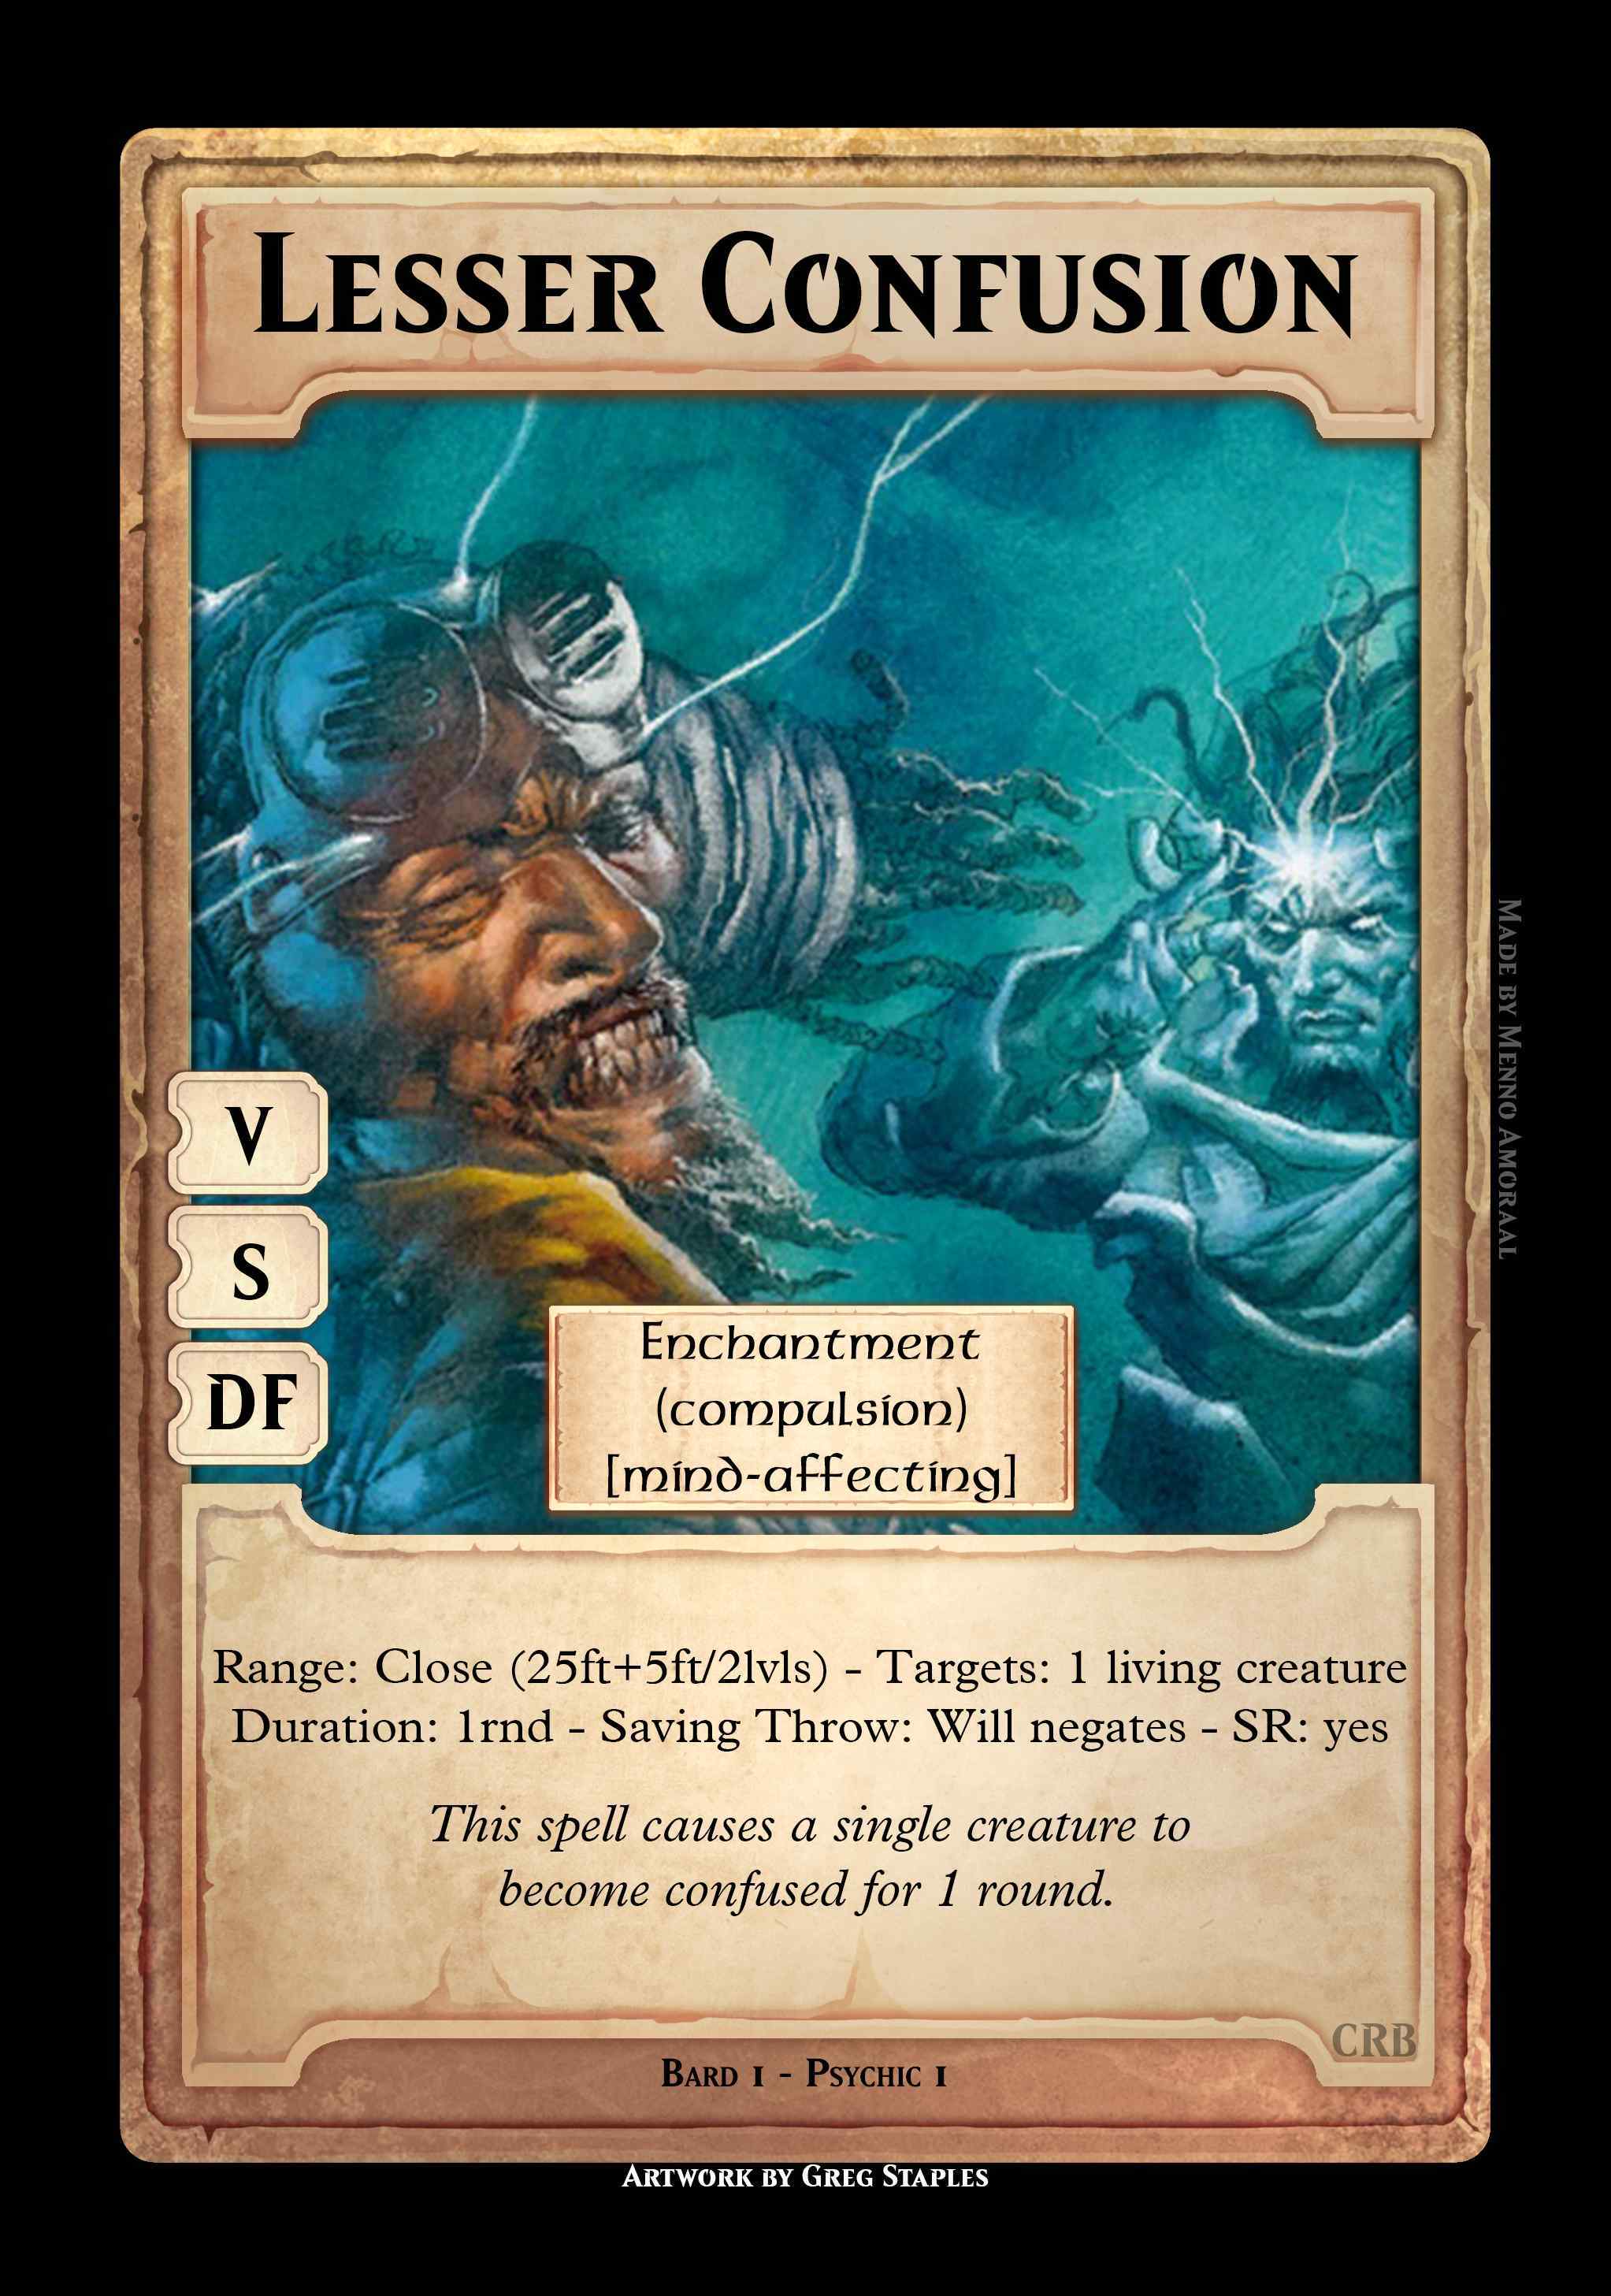 Lesser Confusion
V
S
DF
Enchantment
(compulsion)
[mind-affecting]
Range: Close (25ft+5ft/2lvls) - Targets: 1 living creature
Duration: 1rnd - Saving Throw: Will negates - SR: yes
This spell causes a single creature to
become confused for 1 round.
CRB
Bard 1 - Psychic 1
Artwork by Greg Staples
Made by Menno Amoraal